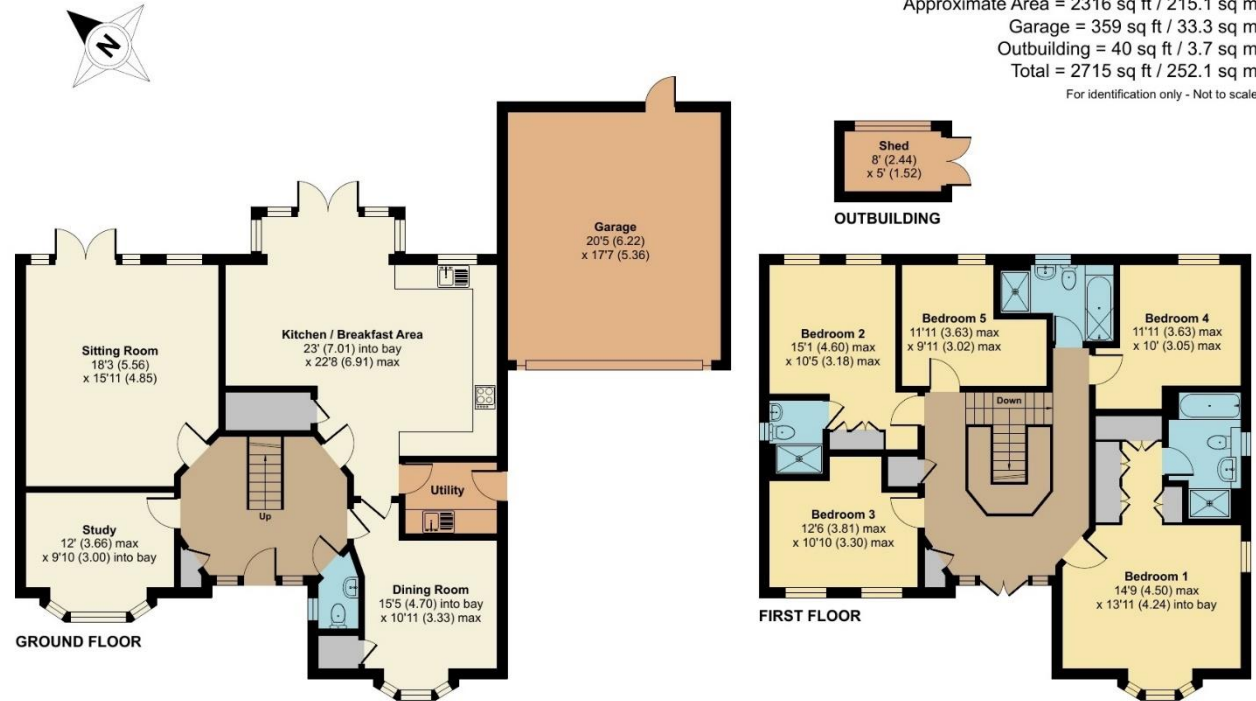 N
Approximate Area = 2316 sq ft / 215.1 sq m
Garage = 359 sq ft / 33.3 sq m
Outbuilding = 40 sq ft / 3.7 sq m
Total = 2715 sq ft / 252.1 sq m
For identification only - Not to scale
Shed
8' (2.44)
x 5' (1.52)
OUTBUILDING
Garage
20'5 (6.22)
x 17'7 (5.36)
Kitchen / Breakfast Area
23' (7.01) into bay
x 22'8 (6.91) max
Sitting Room
18'3 (5.56)
x 15'11 (4.85)
Utility
Up
Study
12' (3.66) max
x 9'10 (3.00) into bay
Dining Room
15'5 (4.70) into bay
x 10'11 (3.33) max
GROUND FLOOR
Bedroom 2
15'1 (4.60) max
x 10'5 (3.18) max
Bedroom 5
11'11 (3.63) max
x 9'11 (3.02) max
Bedroom 4
11'11 (3.63) max
x 10' (3.05) max
Down
Bedroom 3
12'6 (3.81) max
x 10'10 (3.30) max
Bedroom 1
14'9 (4.50) max
x 13'11 (4.24) into bay
FIRST FLOOR